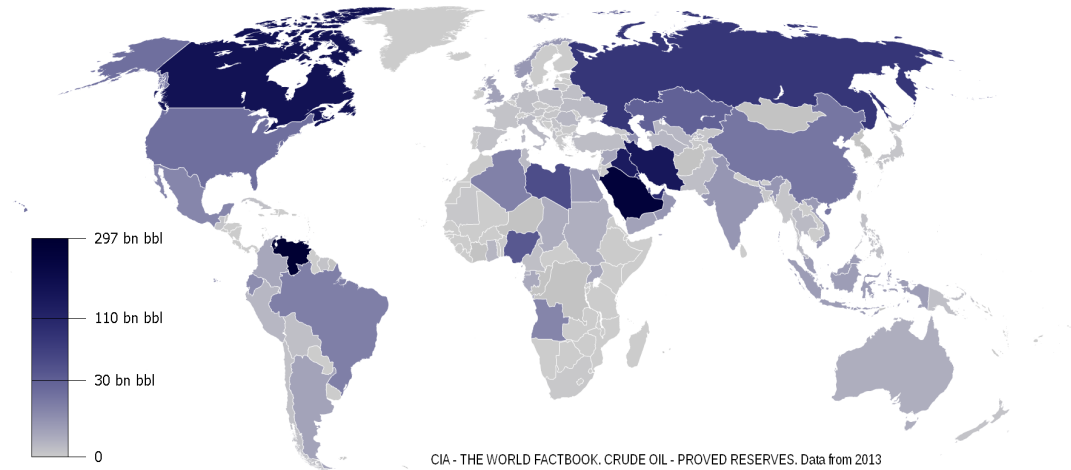 297 bn bbl
110 bn bbl
30 bn bbl
0
CIA - THE WORLD FACTBOOK. CRUDE OIL - PROVED RESERVES. Data from 2013